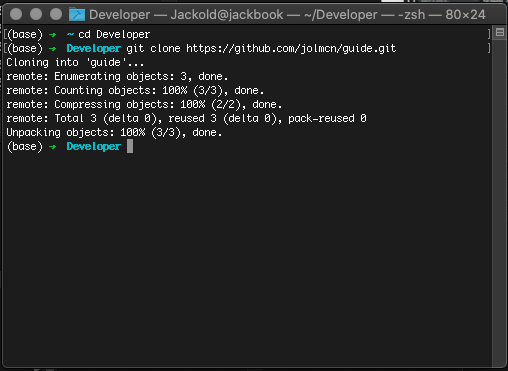 Developer — Jackold@jackbook — ~/Developer — -zsh — 80×24
[(base) ➜ ~ cd Developer ]
[(base) ➜ Developer git clone https://github.com/jolmcn/guide.git ]
Cloning into 'guide'...
remote: Enumerating objects: 3, done.
remote: Counting objects: 100% (3/3), done.
remote: Compressing objects: 100% (2/2), done.
remote: Total 3 (delta 0), reused 3 (delta 0), pack-reused 0
Unpacking objects: 100% (3/3), done.
(base) ➜ Developer